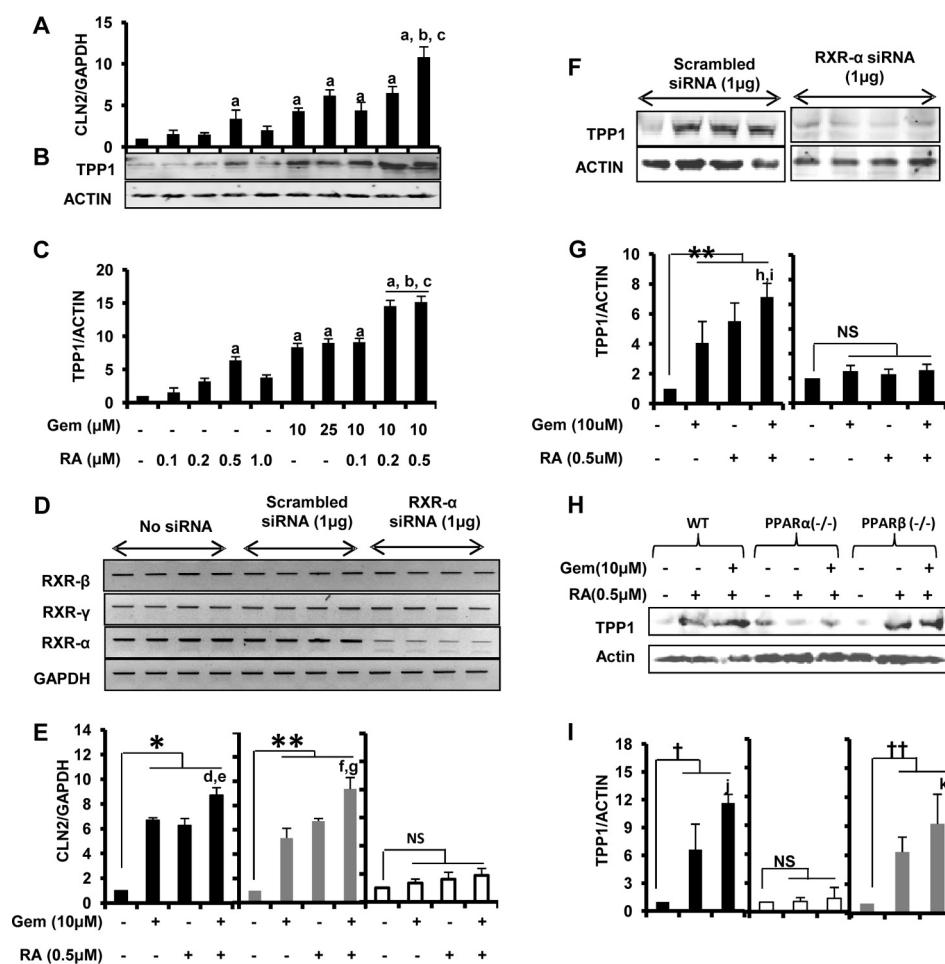 A
CLN2/GAPDH
15
10
5
0
a
a
a
a
a
a, b, c
B
TPP1
ACTIN
C
TPP1/ACTIN
20
15
10
5
0
a
a
a
a
a, b, c
Gem (µM) - - - - - 10 25 10 10 10
RA (µM) - 0.1 0.2 0.5 1.0 - - 0.1 0.2 0.5
D
No siRNA
Scrambled
siRNA (1µg)
RXR-α
siRNA (1µg)
RXR-β
RXR-γ
RXR-α
GAPDH
E
CLN2/GAPDH
14
12
10
8
6
4
2
0
*
d,e
**
f,g
NS
Gem (10µM) - + - + - + - + - + - +
RA (0.5µM) - - + + - - + + - - + +
F
Scrambled
siRNA (1µg)
RXR-α siRNA
(1µg)
TPP1
ACTIN
G
TPP1/ACTIN
10
8
6
4
2
0
**
h,i
NS
Gem (10uM) - + - + - + - +
RA (0.5uM) - - + + - - + +
H
WT
PPARα(-/-)
PPARβ(-/-)
Gem(10µM) - - + - - + - - +
RA(0.5µM) - + + - + + - + +
TPP1
Actin
I
TPP1/ACTIN
18
15
12
9
6
3
0
†
j
NS
††
k